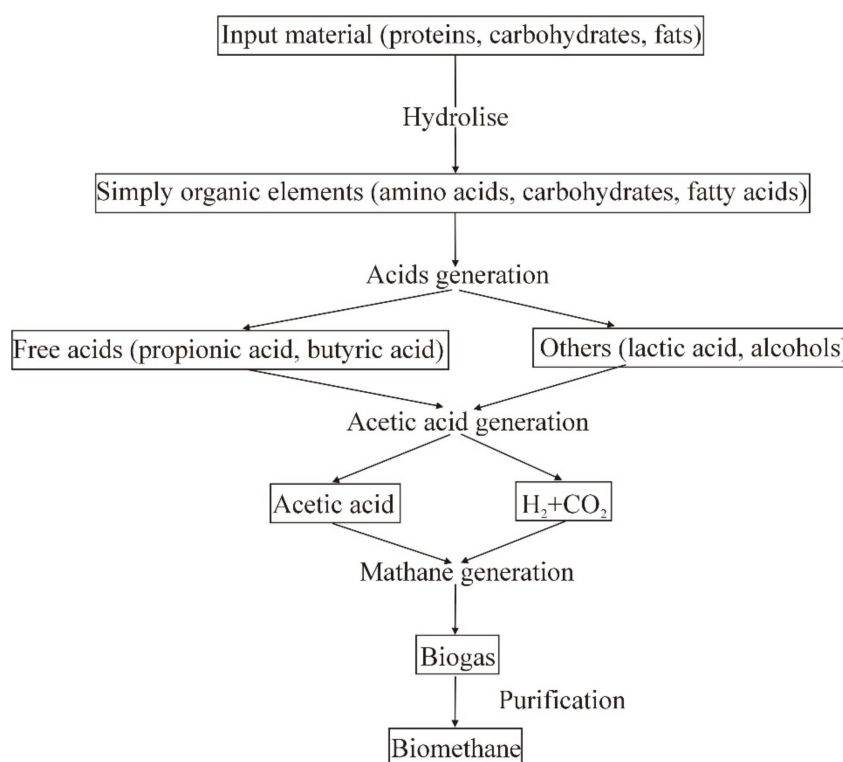 Input material (proteins, carbohydrates, fats)
Hydrolise
Simply organic elements (amino acids, carbohydrates, fatty acids)
Acids generation
Free acids (propionic acid, butyric acid)
Others (lactic acid, alcohols)
Acetic acid generation
Acetic acid
H₂+CO₂
Mathane generation
Biogas
Purification
Biomethane